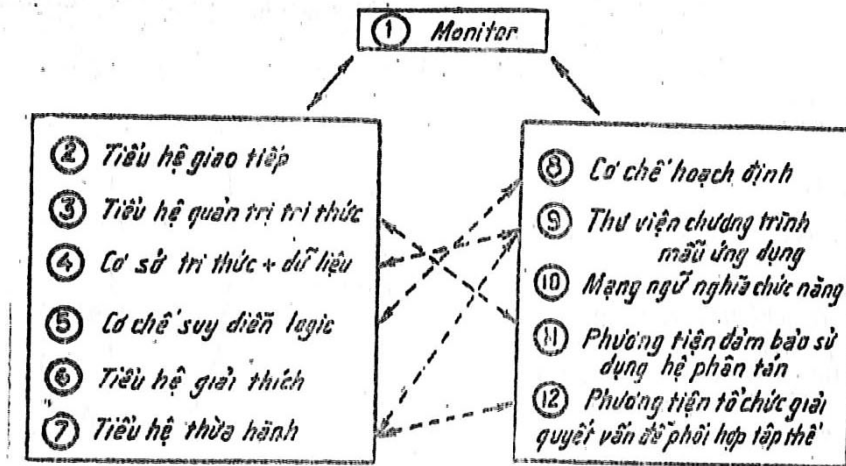 1 Monitor
2 Tiểu hệ giao tiếp
3 Tiểu hệ quản trị tri thức
4 Cơ sở tri thức + dữ liệu
5 Cơ chế suy diễn logic
6 Tiểu hệ giải thích
7 Tiểu hệ thừa hành
8 Cơ chế hoạch định
9 Thư viện chương trình
mẫu ứng dụng
10 Mạng ngữ nghĩa chức năng
11 Phương tiện đảm bảo sử
dụng hệ phân tán
12 Phương tiện tổ chức giải
quyết vấn đề phối hợp tập thể